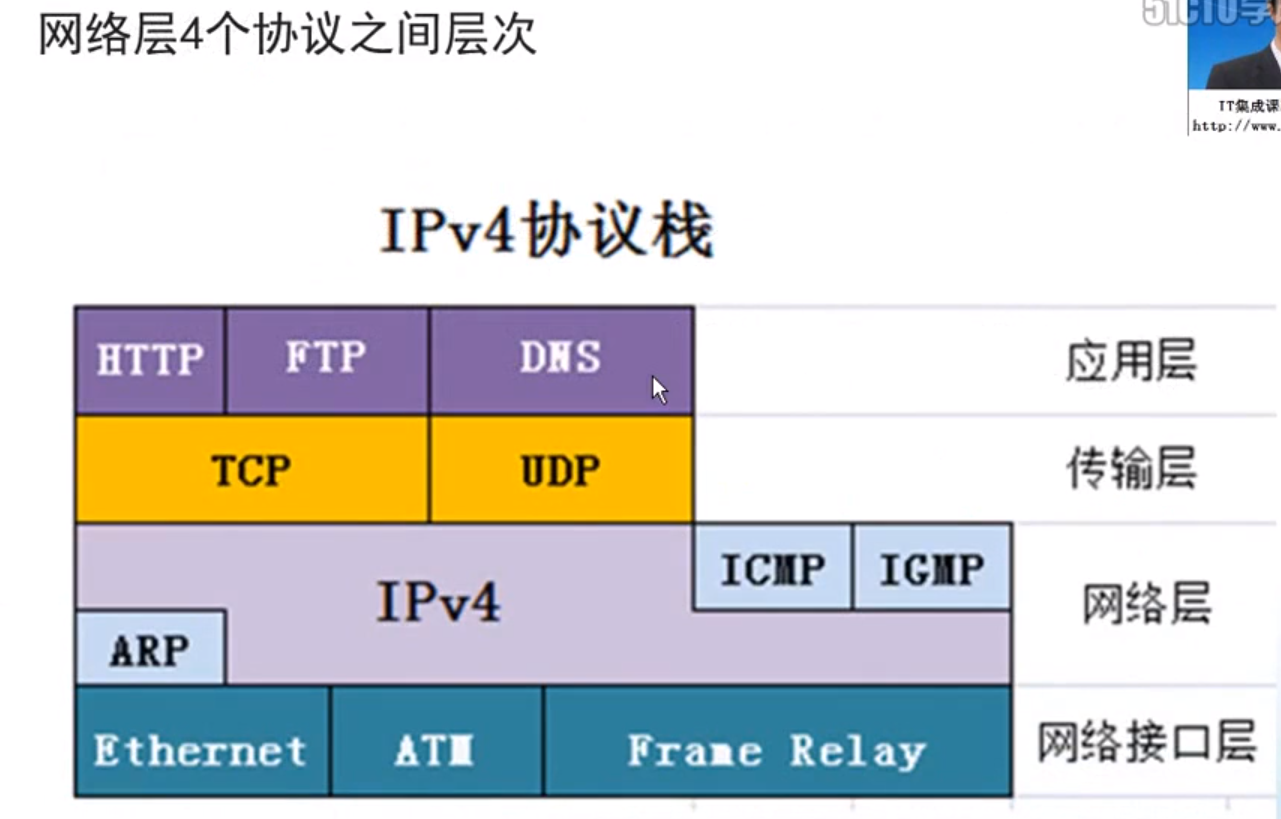 网络层4个协议之间层次
51CTO学
IT集成课
http://www.
IPv4协议栈
HTTP FTP DNS 应用层
TCP UDP 传输层
IPv4 ICMP IGMP 网络层
ARP
Ethernet ATM Frame Relay 网络接口层